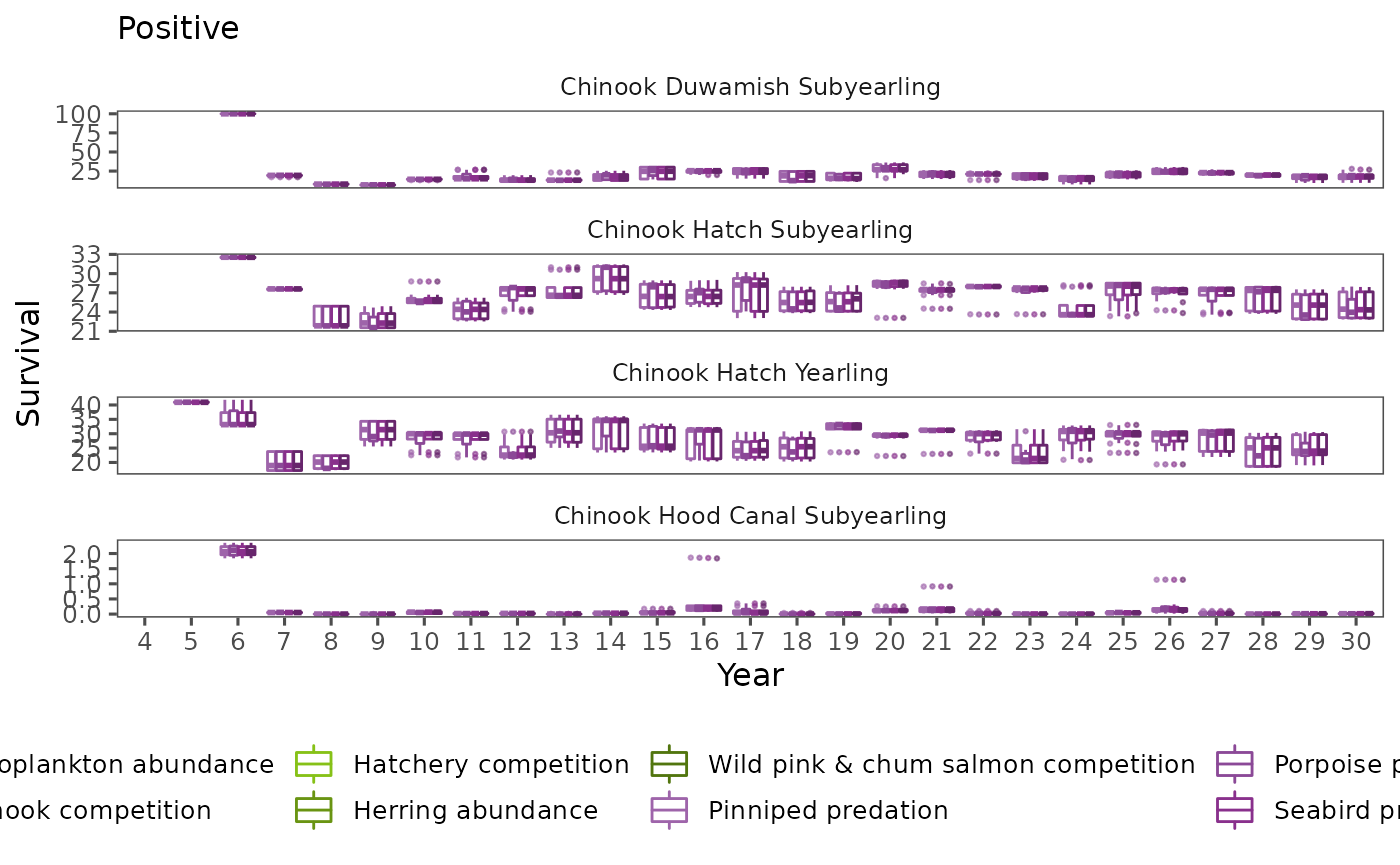 Positive
Chinook Duwamish Subyearling
100
75
50
25
Chinook Hatch Subyearling
33
30
27
24
21
Survival
Chinook Hatch Yearling
40
35
30
25
20
Chinook Hood Canal Subyearling
2.0
1.5
1.0
0.5
0.0
4 5 6 7 8 9 10 11 12 13 14 15 16 17 18 19 20 21 22 23 24 25 26 27 28 29 30
Year
oplankton abundance Hatchery competition Wild pink & chum salmon competition Porpoise p
nook competition Herring abundance Pinniped predation Seabird pr